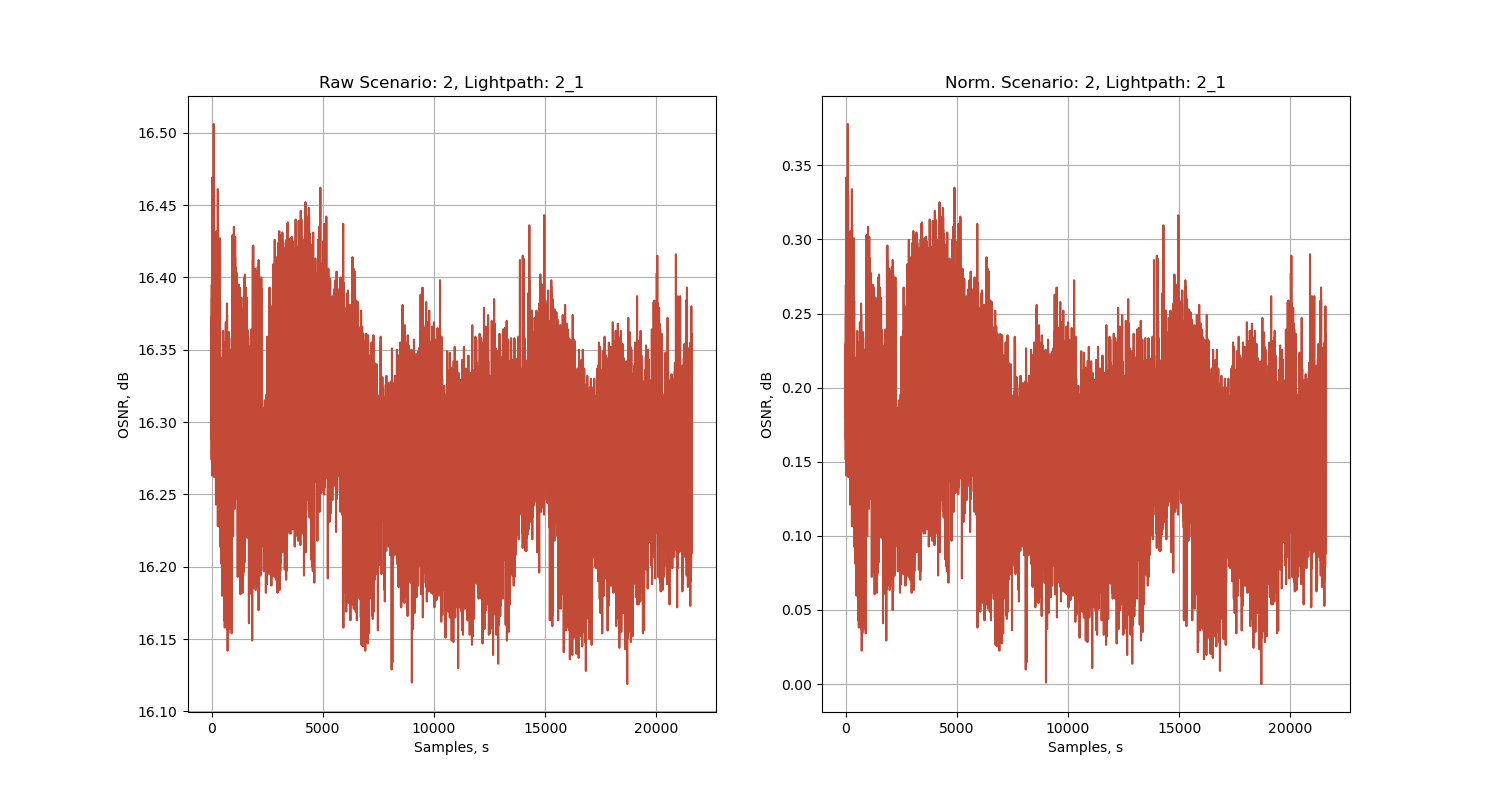 Raw Scenario: 2, Lightpath: 2_1
16.50
16.45
16.40
16.35
16.30
16.25
16.20
16.15
16.10
OSNR, dB
0 5000 10000 15000 20000
Samples, s
Norm. Scenario: 2, Lightpath: 2_1
0.35
0.30
0.25
0.20
0.15
0.10
0.05
0.00
OSNR, dB
0 5000 10000 15000 20000
Samples, s